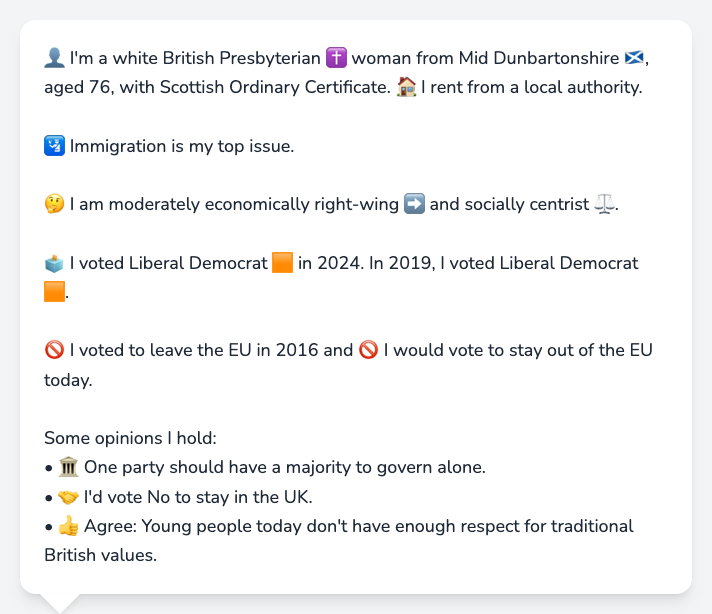 👤 I'm a white British Presbyterian ✝️ woman from Mid Dunbartonshire 🏴󠁧󠁢󠁳󠁣󠁴󠁿,
aged 76, with Scottish Ordinary Certificate. 🏠 I rent from a local authority.
🛂 Immigration is my top issue.
🤔 I am moderately economically right-wing ➡️ and socially centrist ⚖️.
🗳️ I voted Liberal Democrat 🟧 in 2024. In 2019, I voted Liberal Democrat
🟧.
🚫 I voted to leave the EU in 2016 and 🚫 I would vote to stay out of the EU
today.
Some opinions I hold:
• 🏛️ One party should have a majority to govern alone.
• 🤝 I'd vote No to stay in the UK.
• 👍 Agree: Young people today don't have enough respect for traditional
British values.